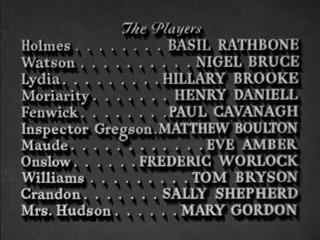 The Players
Holmes . . . . . . . . BASIL RATHBONE
Watson . . . . . . . . . . NIGEL BRUCE
Lydia . . . . . . . . HILLARY BROOKE
Moriarity . . . . . . . HENRY DANIELL
Fenwick . . . . . . . PAUL CAVANAGH
Inspector Gregson . MATTHEW BOULTON
Maude . . . . . . . . . . . EVE AMBER
Onslow . . . . . FREDERIC WORLOCK
Williams . . . . . . . . TOM BRYSON
Crandon . . . . . . SALLY SHEPHERD
Mrs. Hudson . . . . . MARY GORDON